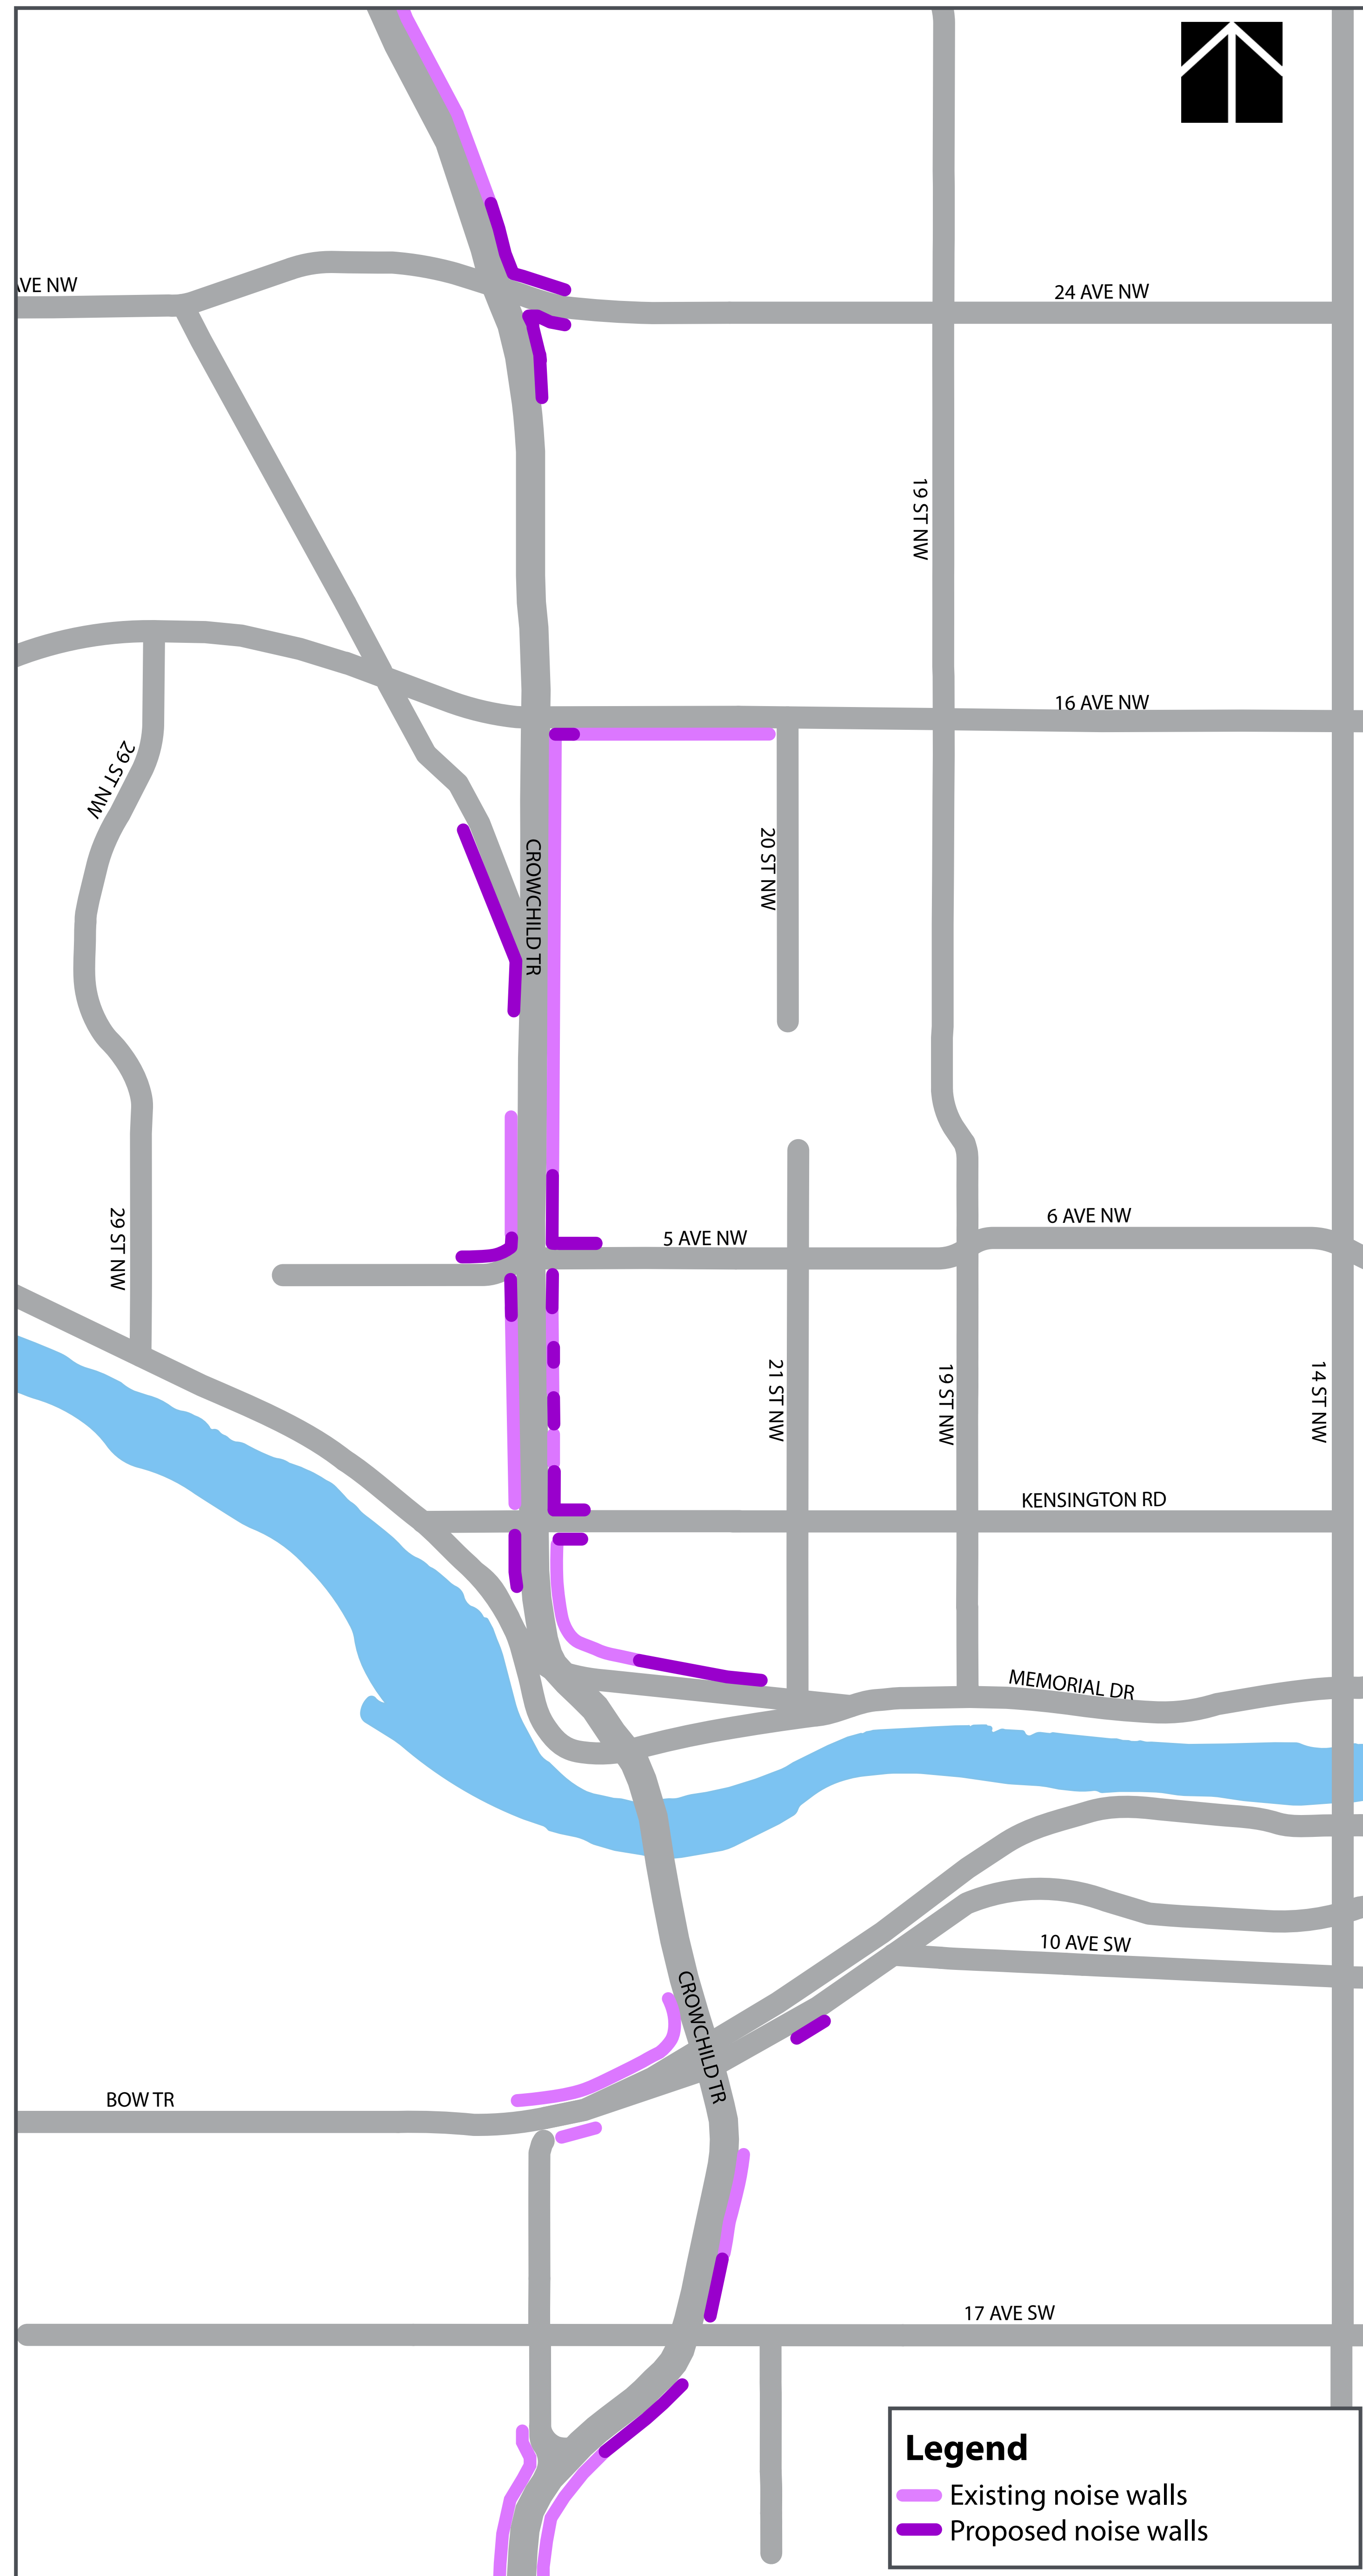 AVE NW
24 AVE NW
19 ST NW
16 AVE NW
29 ST NW
20 ST NW
CROWCHILD TR
29 ST NW
5 AVE NW
6 AVE NW
21 ST NW
19 ST NW
14 ST NW
KENSINGTON RD
MEMORIAL DR
10 AVE SW
CROWCHILD TR
BOW TR
17 AVE SW
Legend
Existing noise walls
Proposed noise walls